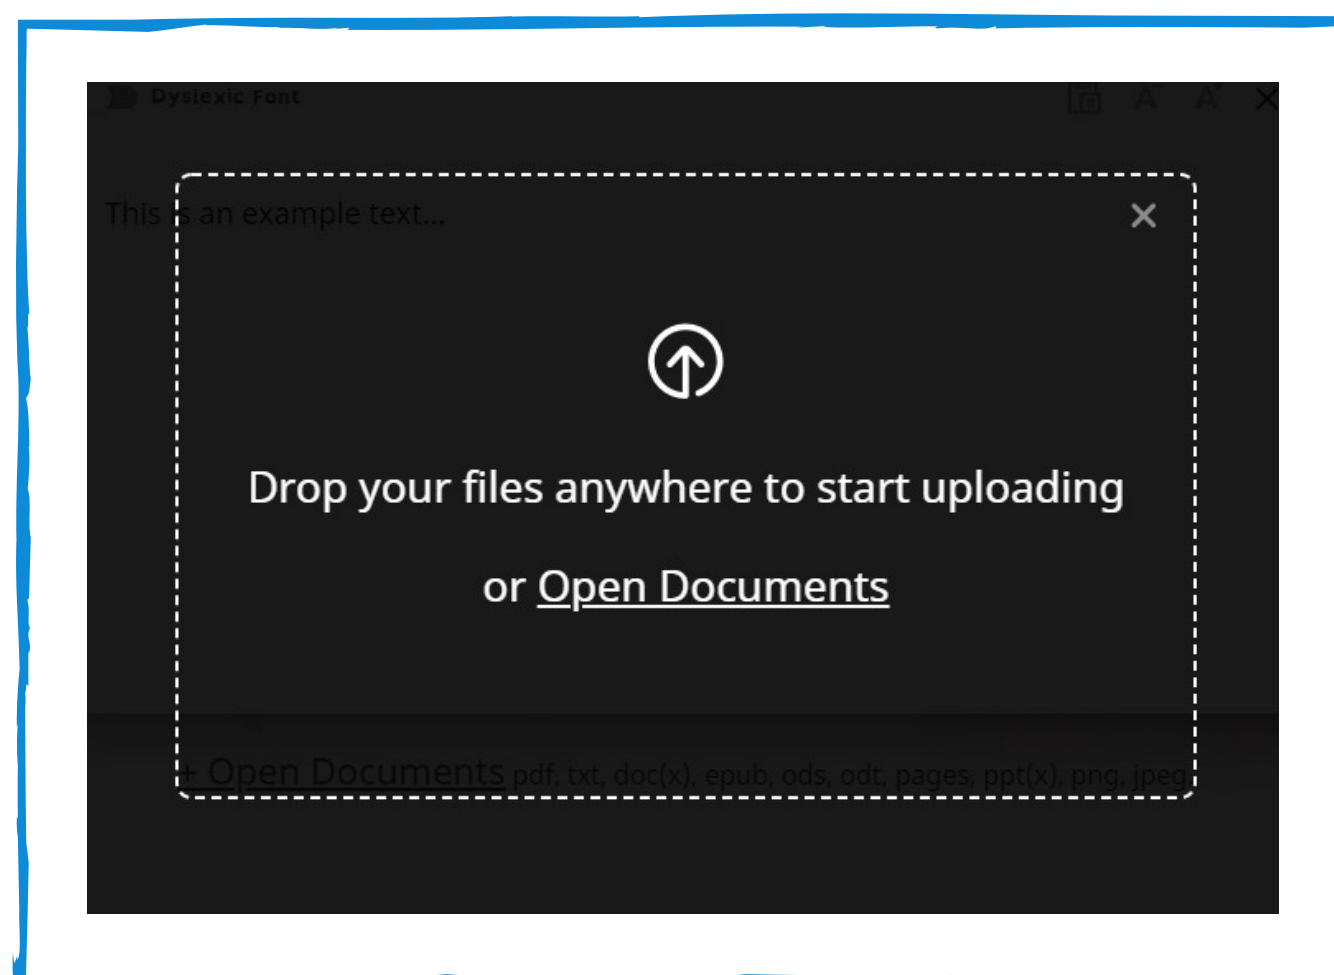 Dyslexic Font
A A
This is an example text...
Drop your files anywhere to start uploading
or Open Documents
+ Open Documents pdf, txt, doc(x), epub, ods, odt, pages, ppt(x), png, jpeg